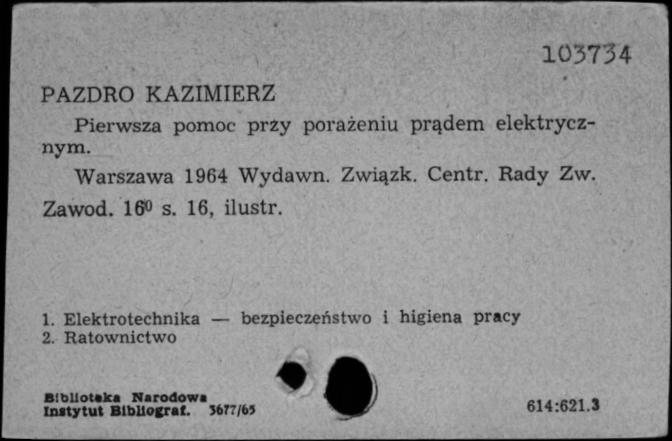 103734
PAZDRO KAZIMIERZ
Pierwsza pomoc przy porażeniu prądem elektrycz-
nym.
Warszawa 1964 Wydawn. Związk. Centr. Rady Zw.
Zawod. 16⁰ s. 16, ilustr.
1. Elektrotechnika — bezpieczeństwo i higiena pracy
2. Ratownictwo
Biblioteka Narodowa
Instytut Bibliograf. 3677/65
614:621.3